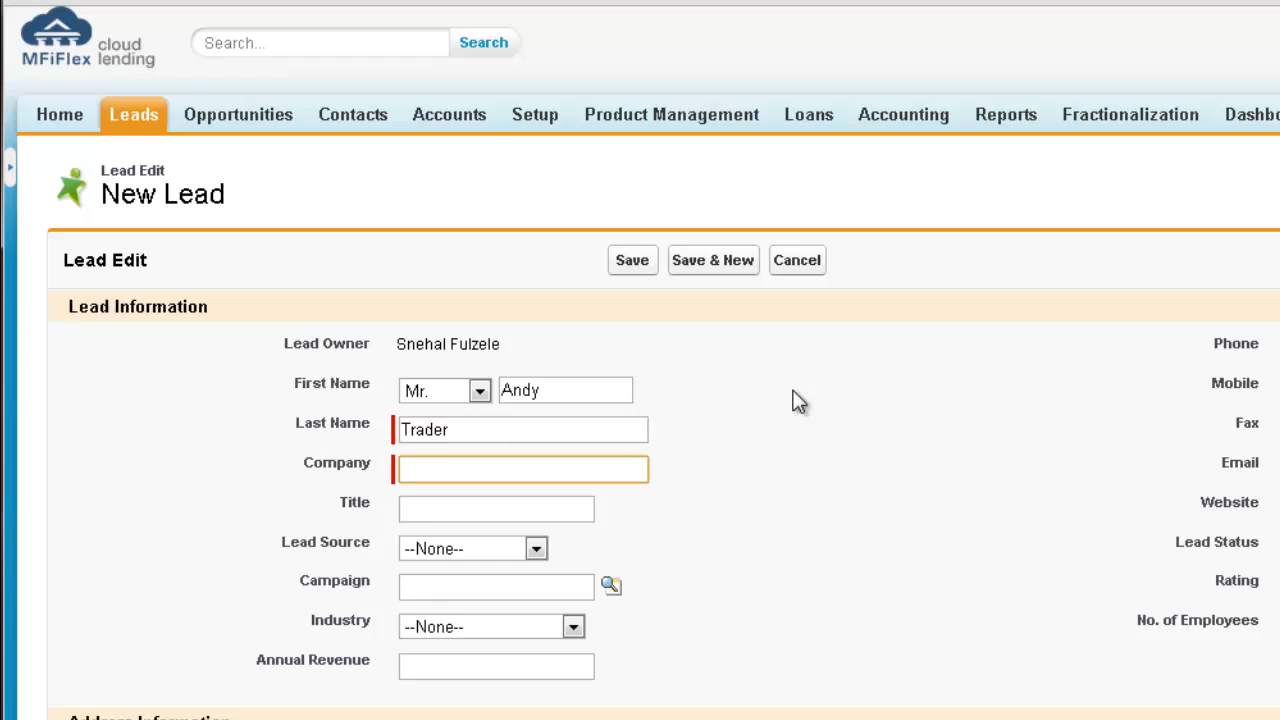 MFiFlex cloud lending
Search...
Search
Home Leads Opportunities Contacts Accounts Setup Product Management Loans Accounting Reports Fractionalization Dashbo
Lead Edit
New Lead
Lead Edit
Save
Save & New
Cancel
Lead Information
Lead Owner Snehal Fulzele Phone
First Name Mr. Andy Mobile
Last Name Trader Fax
Company Email
Title Website
Lead Source --None-- Lead Status
Campaign Rating
Industry --None-- No. of Employees
Annual Revenue
Address Information